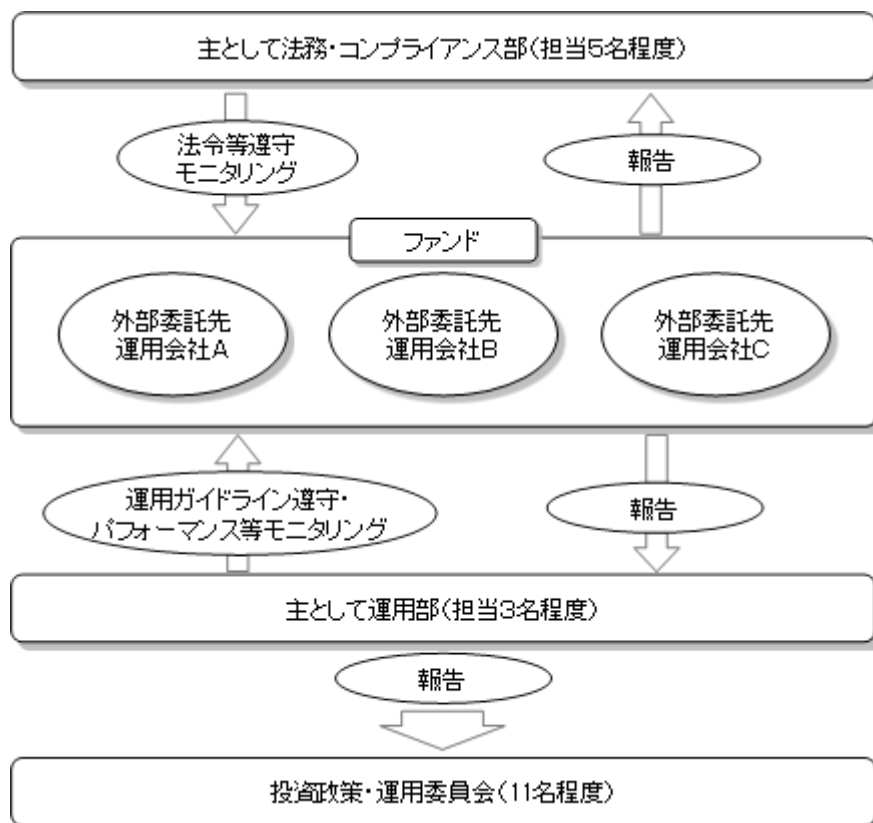 主として法務・コンプライアンス部(担当5名程度)
法令等遵守
モニタリング
報告
ファンド
外部委託先
運用会社A
外部委託先
運用会社B
外部委託先
運用会社C
運用ガイドライン遵守・
パフォーマンス等モニタリング
報告
主として運用部(担当3名程度)
報告
投資政策・運用委員会(11名程度)